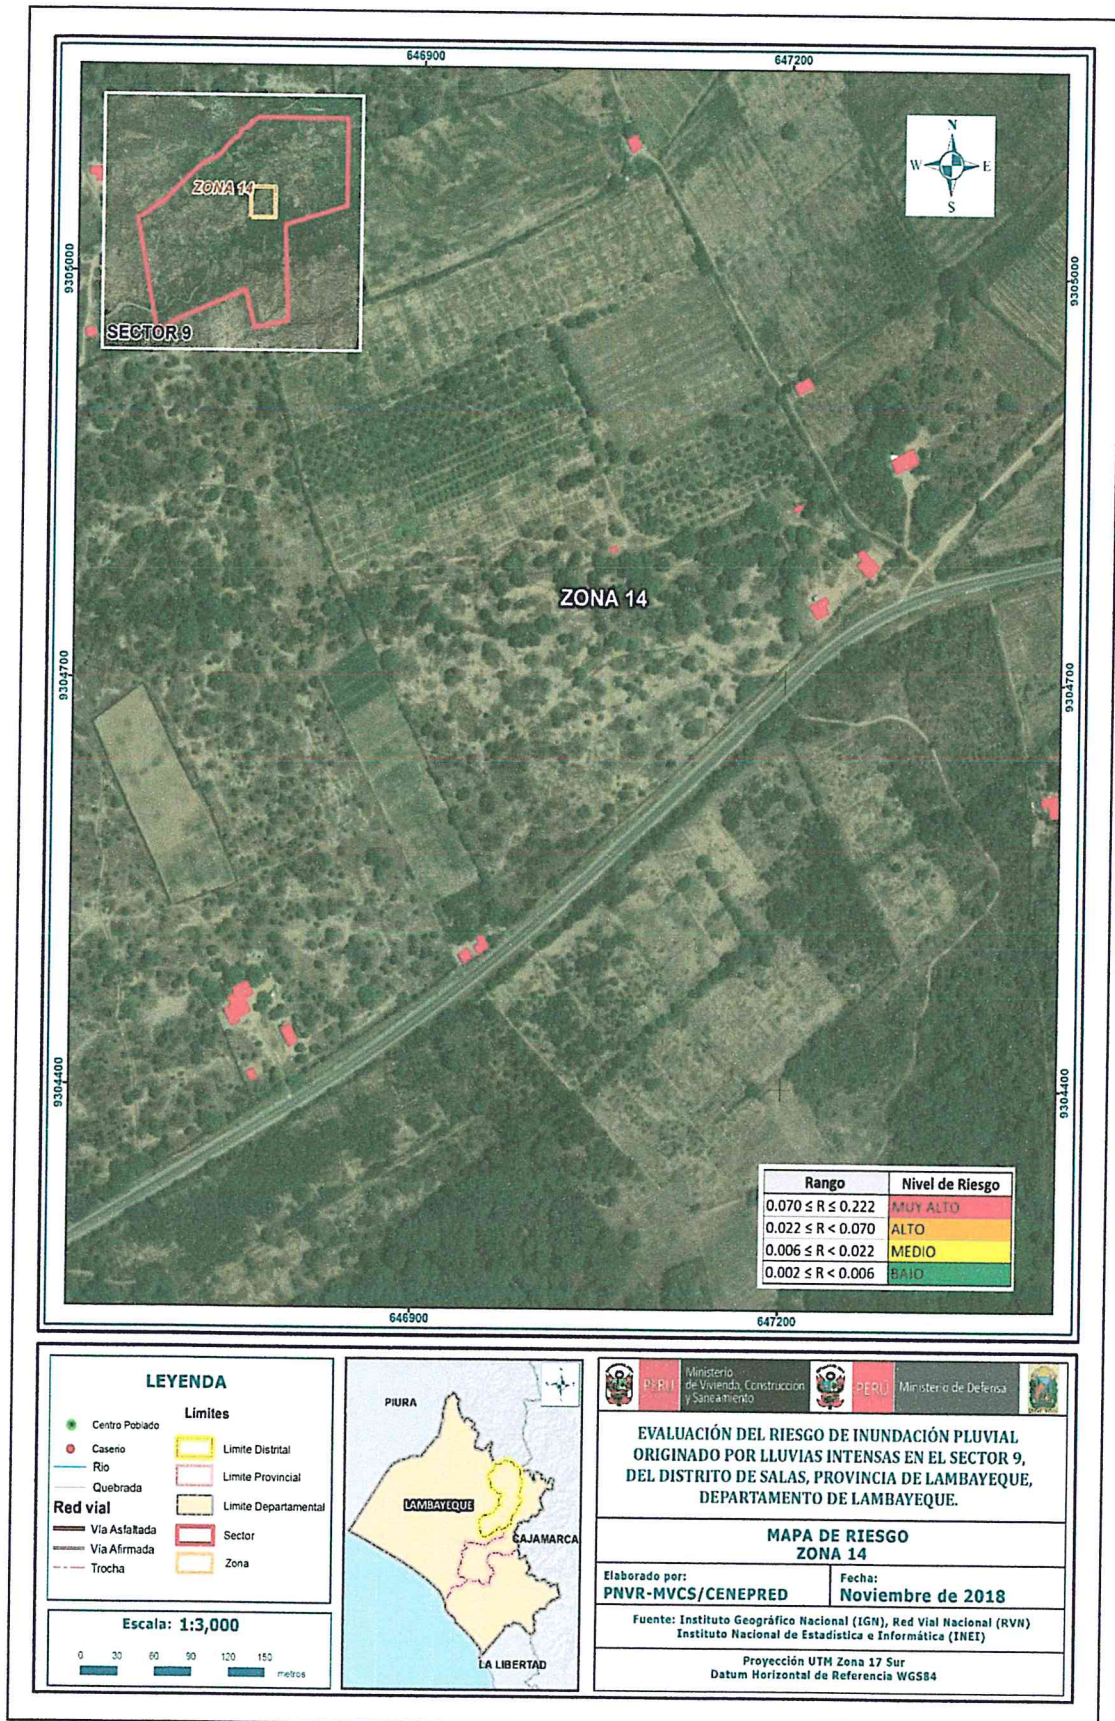 646900
647200
N
W
E
S
ZONA 14
SECTOR 9
9305000
9305000
ZONA 14
9304700
9304700
9304400
9304400
Rango
Nivel de Riesgo
0.070 ≤ R ≤ 0.222
MUY ALTO
0.022 ≤ R < 0.070
ALTO
0.006 ≤ R < 0.022
MEDIO
0.002 ≤ R < 0.006
BAJO
646900
647200
LEYENDA
Centro Poblado
Caserio
Rio
Quebrada
Red vial
Vía Asfaltada
Vía Afirmada
Trocha
Limites
Limite Distrital
Limite Provincial
Limite Departamental
Sector
Zona
Escala: 1:3,000
0 30 60 90 120 150
metros
PIURA
LAMBAYEQUE
CAJAMARCA
LA LIBERTAD
PERÚ
Ministerio
de Vivienda, Construcción
y Saneamiento
PERÚ
Ministerio de Defensa
EVALUACIÓN DEL RIESGO DE INUNDACIÓN PLUVIAL
ORIGINADO POR LLUVIAS INTENSAS EN EL SECTOR 9,
DEL DISTRITO DE SALAS, PROVINCIA DE LAMBAYEQUE,
DEPARTAMENTO DE LAMBAYEQUE.
MAPA DE RIESGO
ZONA 14
Elaborado por:
PNVR-MVCS/CENEPRED
Fecha:
Noviembre de 2018
Fuente: Instituto Geográfico Nacional (IGN), Red Vial Nacional (RVN)
Instituto Nacional de Estadística e Informática (INEI)
Proyección UTM Zona 17 Sur
Datum Horizontal de Referencia WGS84